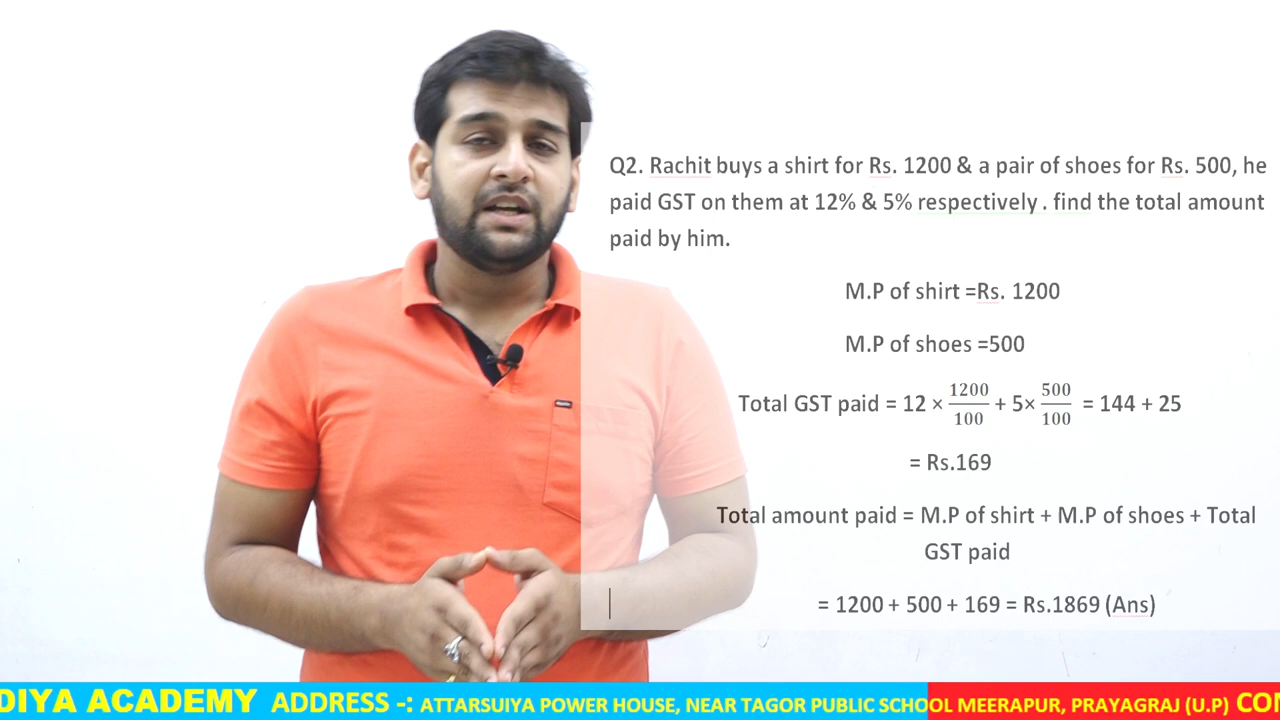 Q2. Rachit buys a shirt for Rs. 1200 & a pair of shoes for Rs. 500, he
paid GST on them at 12% & 5% respectively . find the total amount
paid by him.
M.P of shirt =Rs. 1200
M.P of shoes =500
Total GST paid = 12 × 1200/100 + 5× 500/100 = 144 + 25
= Rs.169
Total amount paid = M.P of shirt + M.P of shoes + Total
GST paid
= 1200 + 500 + 169 = Rs.1869 (Ans)
DIYA ACADEMY ADDRESS -: ATTARSUIYA POWER HOUSE, NEAR TAGOR PUBLIC SCHOOL MEERAPUR, PRAYAGRAJ (U.P) CO